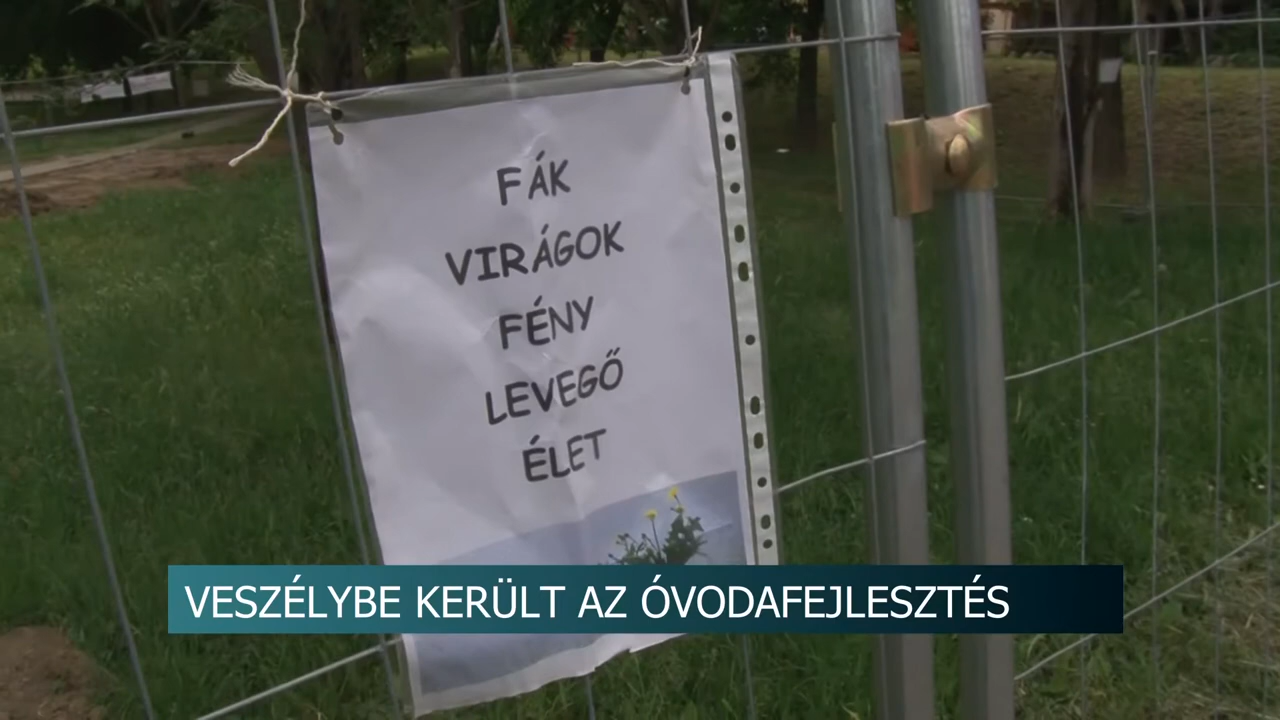 FÁK
VIRÁGOK
FÉNY
LEVEGŐ
ÉLET
VESZÉLYBE KERÜLT AZ ÓVODAFEJLESZTÉS